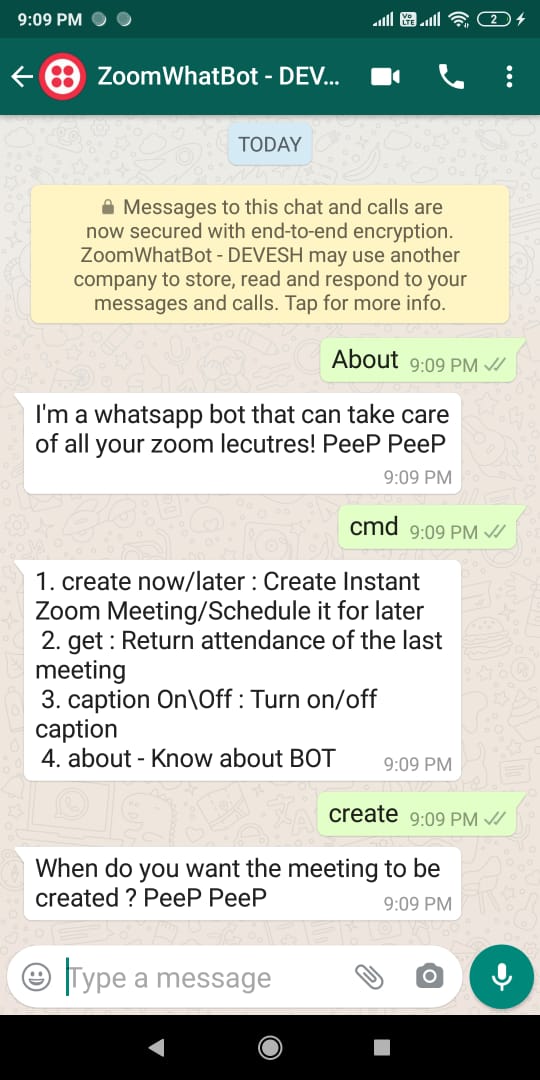 9:09 PM
Vo LTE
2
ZoomWhatBot - DEV...
TODAY
Messages to this chat and calls are
now secured with end-to-end encryption.
ZoomWhatBot - DEVESH may use another
company to store, read and respond to your
messages and calls. Tap for more info.
About 9:09 PM
I'm a whatsapp bot that can take care
of all your zoom lecutres! PeeP PeeP
9:09 PM
cmd 9:09 PM
1. create now/later : Create Instant
Zoom Meeting/Schedule it for later
2. get : Return attendance of the last
meeting
3. caption On\Off : Turn on/off
caption
4. about - Know about BOT 9:09 PM
create 9:09 PM
When do you want the meeting to be
created ? PeeP PeeP 9:09 PM
Type a message